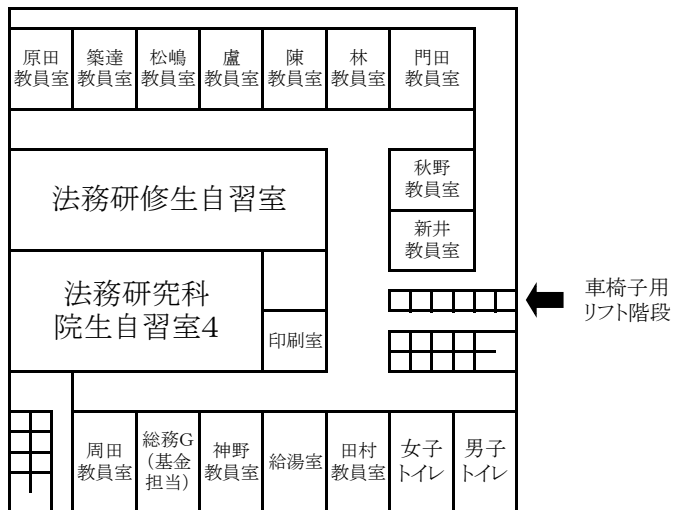 原田
教員室
築達
教員室
松嶋
教員室
盧
教員室
陳
教員室
林
教員室
門田
教員室
法務研修生自習室
秋野
教員室
新井
教員室
法務研究科
院生自習室4
印刷室
車椅子用
リフト階段
周田
教員室
総務G
(基金
担当)
神野
教員室
給湯室
田村
教員室
女子
トイレ
男子
トイレ